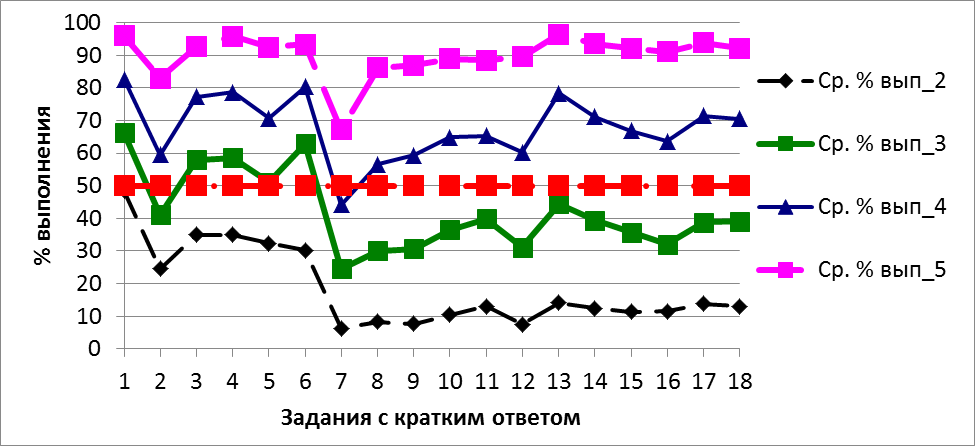 100
90
80
70
60
50
40
30
20
10
0
% выполнения
1 2 3 4 5 6 7 8 9 10 11 12 13 14 15 16 17 18
Задания с кратким ответом
Ср. % вып_2
Ср. % вып_3
Ср. % вып_4
Ср. % вып_5